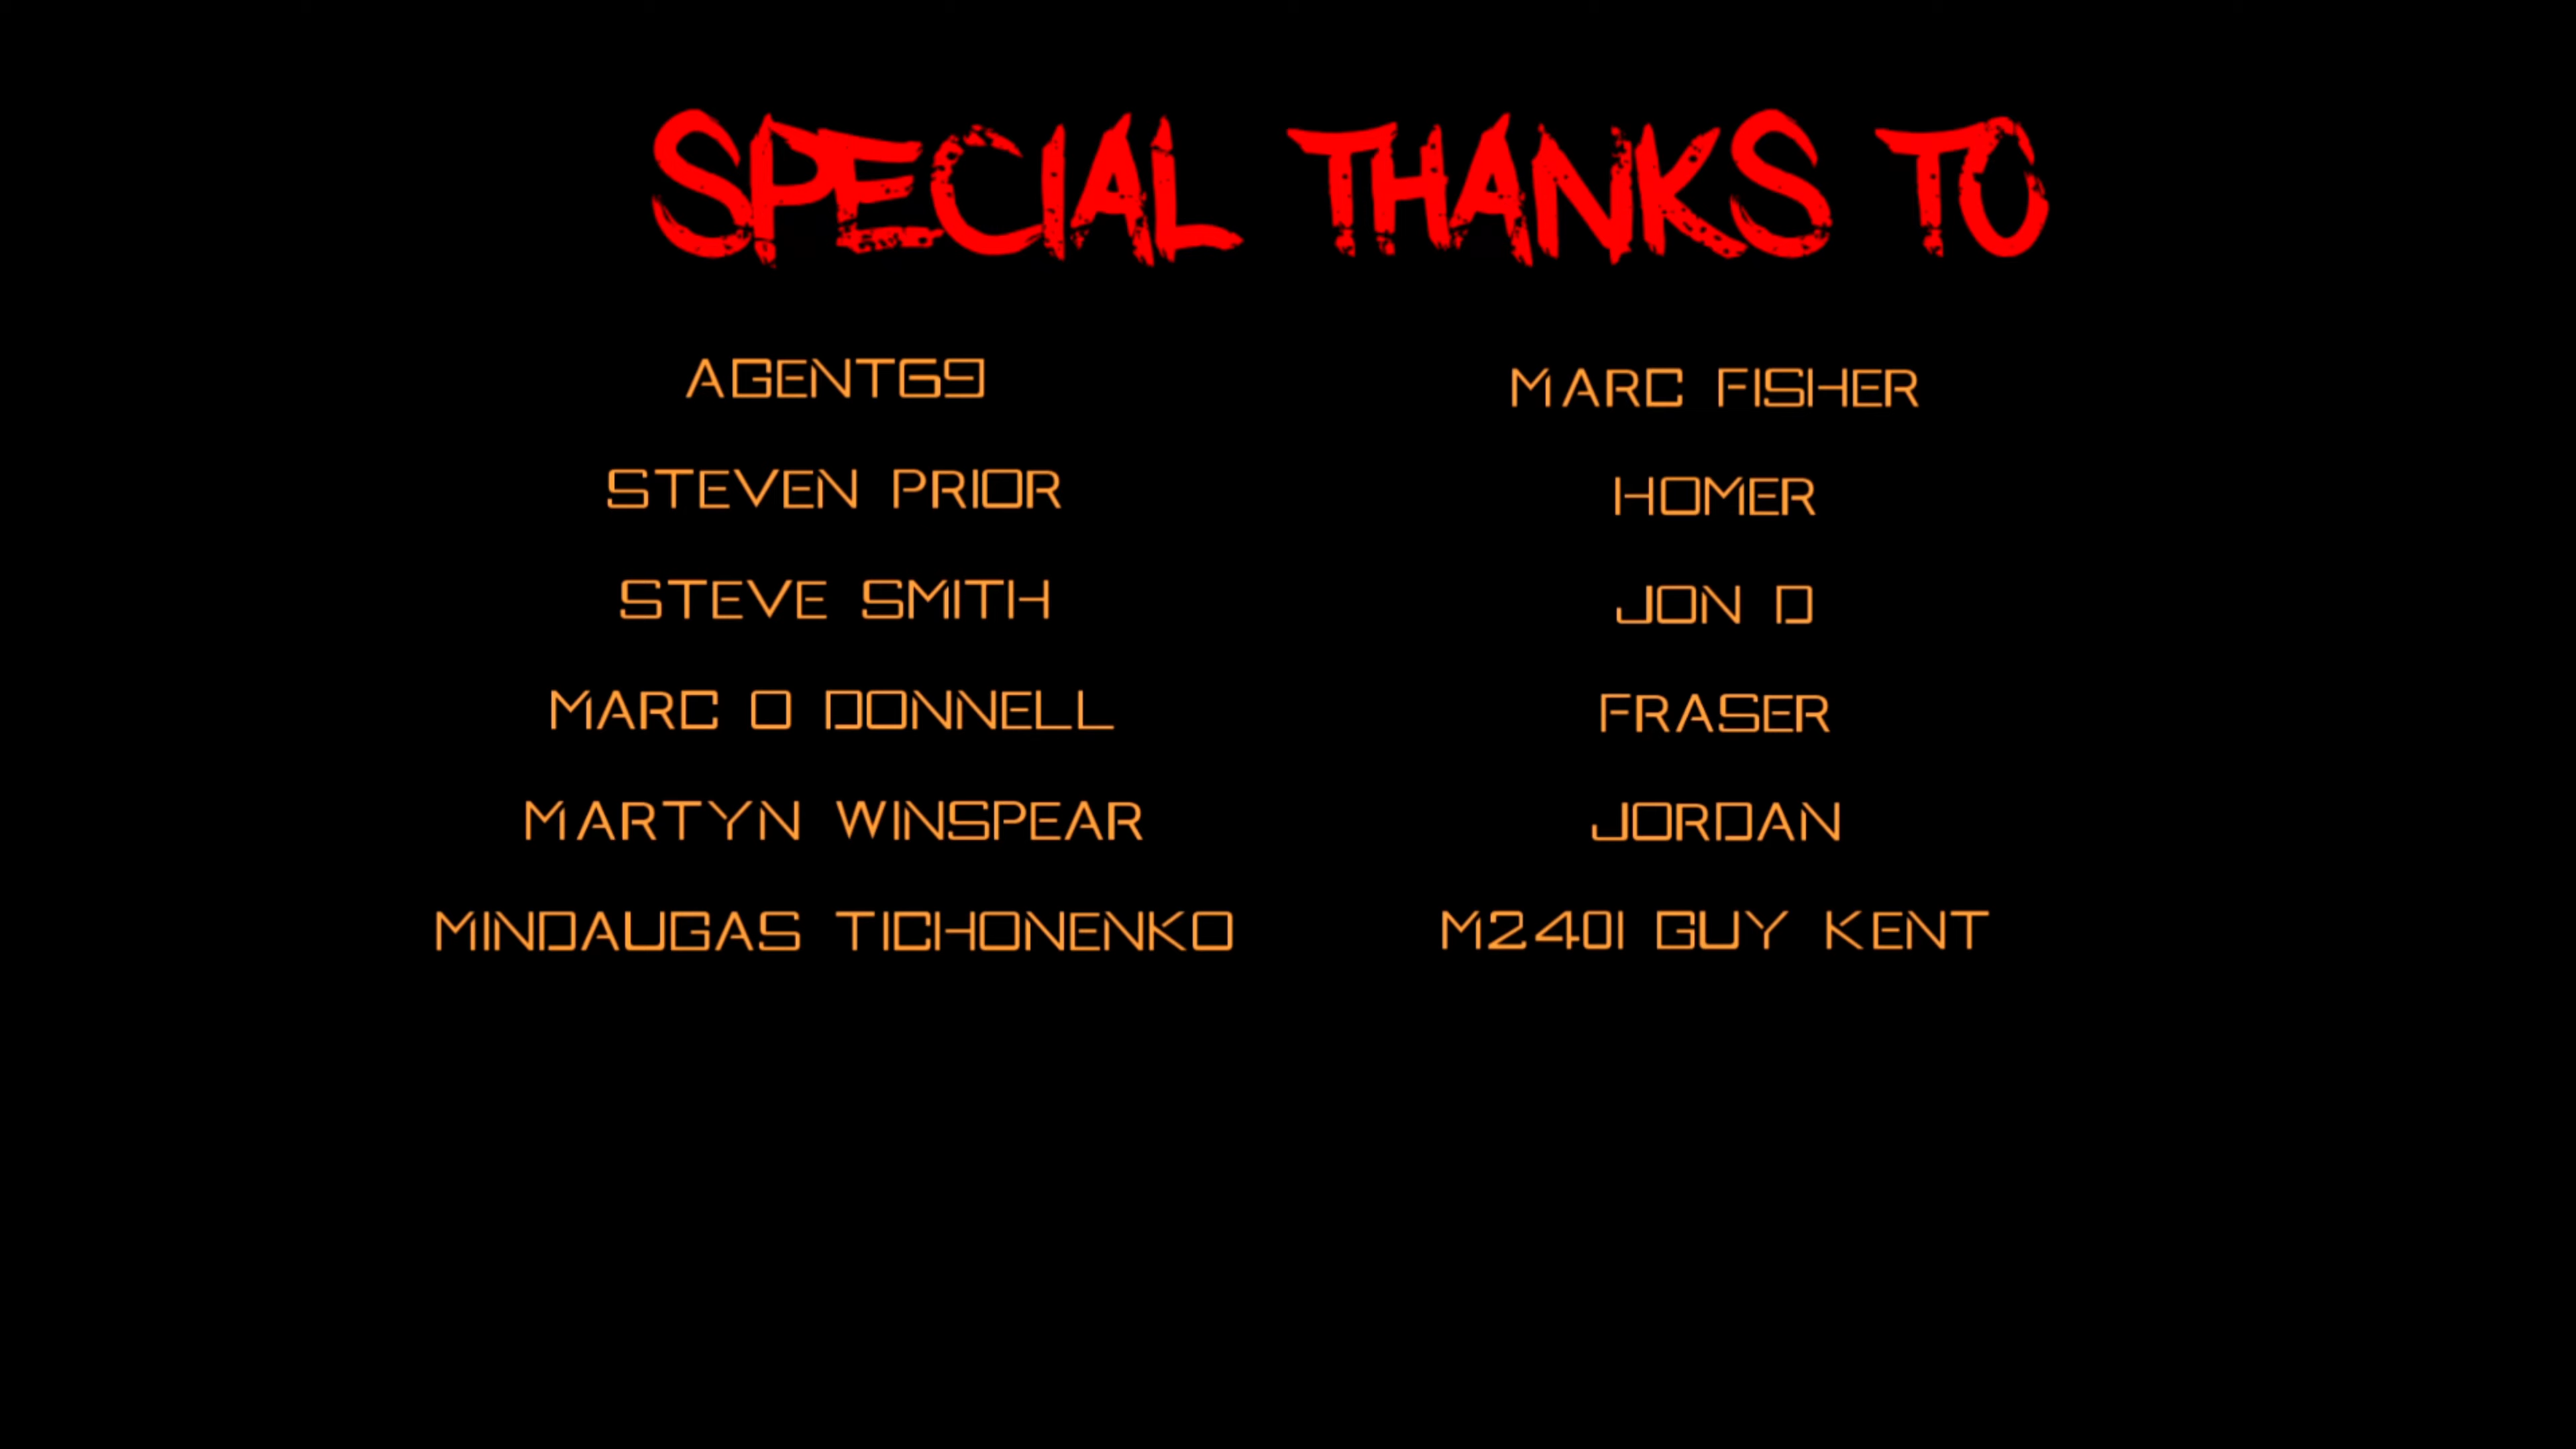 SPECIAL THANKS TO
AGENT69
STEVEN PRIOR
STEVE SMITH
MARC O DONNELL
MARTYN WINSPEAR
MINDAUGAS TICHONENKO
MARC FISHER
HOMER
JON D
FRASER
JORDAN
M240I GUY KENT